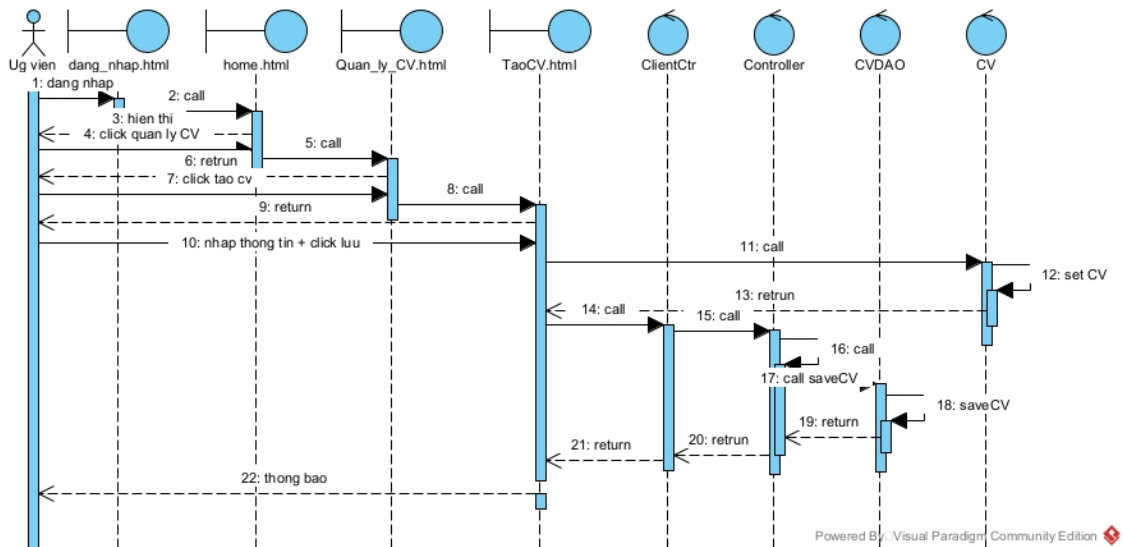 Ug vien
dang_nhap.html
home.html
Quan_ly_CV.html
TaoCV.html
ClientCtr
Controller
CVDAO
CV
1: dang nhap
2: call
3: hien thi
4: click quan ly CV
5: call
6: retrun
7: click tao cv
8: call
9: return
10: nhap thong tin + click luu
11: call
12: set CV
13: retrun
14: call
15: call
16: call
17: call saveCV
18: saveCV
19: return
20: retrun
21: return
22: thong bao
Powered By Visual Paradigm Community Edition